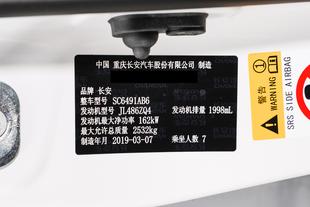 中国 重庆长安汽车股份有限公司 制造
品牌 长安
整车型号 SC6491AB6
发动机型号 JL486ZQ4 发动机排量 1998mL
发动机最大净功率 162kW
最大允许总质量 2532kg
制造年月 2019-03-07 乘坐人数 7
警告
WARNING
SRS SIDE AIRBAG